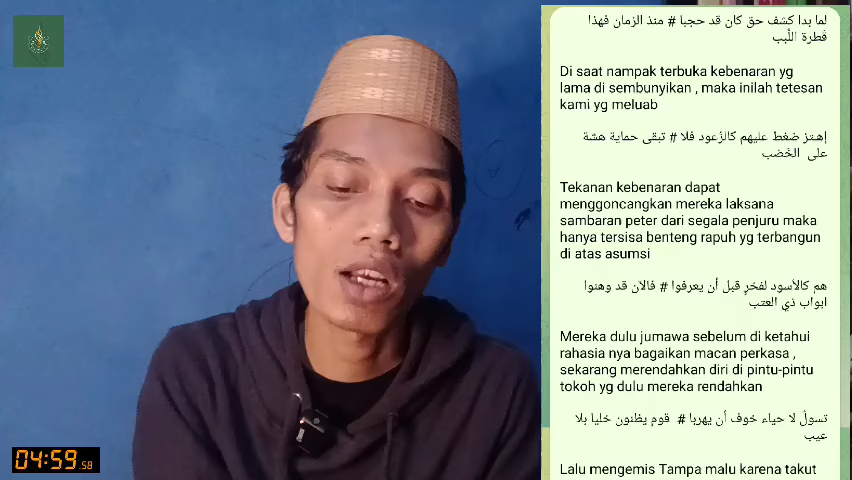 لما بدا كشف حق كان قد حجبا # منذ الزمان فهذا
قطرة اللّبب
Di saat nampak terbuka kebenaran yg
lama di sembunyikan , maka inilah tetesan
kami yg meluab
إهتز ضغط عليهم كالرُعود فلا # تبقى حماية هشة
على الخَضب
Tekanan kebenaran dapat
menggoncangkan mereka laksana
sambaran peter dari segala penjuru maka
hanya tersisa benteng rapuh yg terbangun
di atas asumsi
هم كالأسود لفخرٍ قبل أن يعرفوا # فالآن قد وهنوا
ابواب ذي العتب
Mereka dulu jumawa sebelum di ketahui
rahasia nya bagaikan macan perkasa ,
sekarang merendahkan diri di pintu-pintu
tokoh yg dulu mereka rendahkan
تسولٌ لا حياء خوف أن يهربا # قوم يظنون خليا بلا
عيب
Lalu mengemis Tampa malu karena takut
04:59.58